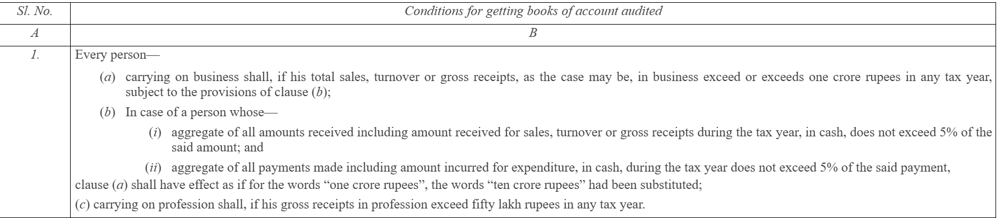 Sl. No. Conditions for getting books of account audited
A B
1. Every person—
(a) carrying on business shall, if his total sales, turnover or gross receipts, as the case may be, in business exceed or exceeds one crore rupees in any tax year,
subject to the provisions of clause (b);
(b) In case of a person whose—
(i) aggregate of all amounts received including amount received for sales, turnover or gross receipts during the tax year, in cash, does not exceed 5% of the
said amount; and
(ii) aggregate of all payments made including amount incurred for expenditure, in cash, during the tax year does not exceed 5% of the said payment,
clause (a) shall have effect as if for the words “one crore rupees”, the words “ten crore rupees” had been substituted;
(c) carrying on profession shall, if his gross receipts in profession exceed fifty lakh rupees in any tax year.